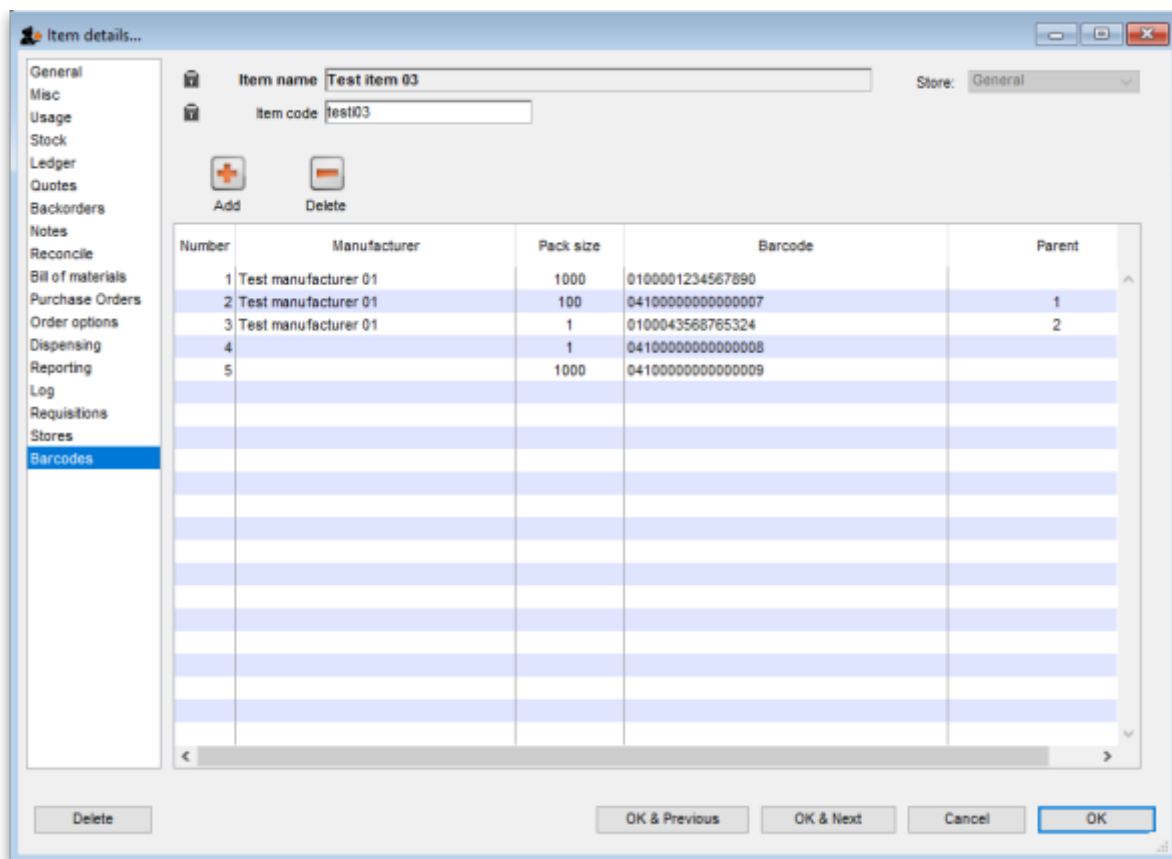 Item details...
General
Misc
Usage
Stock
Ledger
Quotes
Backorders
Notes
Reconcile
Bill of materials
Purchase Orders
Order options
Dispensing
Reporting
Log
Requisitions
Stores
Barcodes
Item name Test item 03 Store: General
Item code testi03
Add Delete
Number Manufacturer Pack size Barcode Parent
1 Test manufacturer 01 1000 0100001234567890
2 Test manufacturer 01 100 04100000000000007 1
3 Test manufacturer 01 1 0100043568765324 2
4 1 04100000000000008
5 1000 04100000000000009
Delete OK & Previous OK & Next Cancel OK